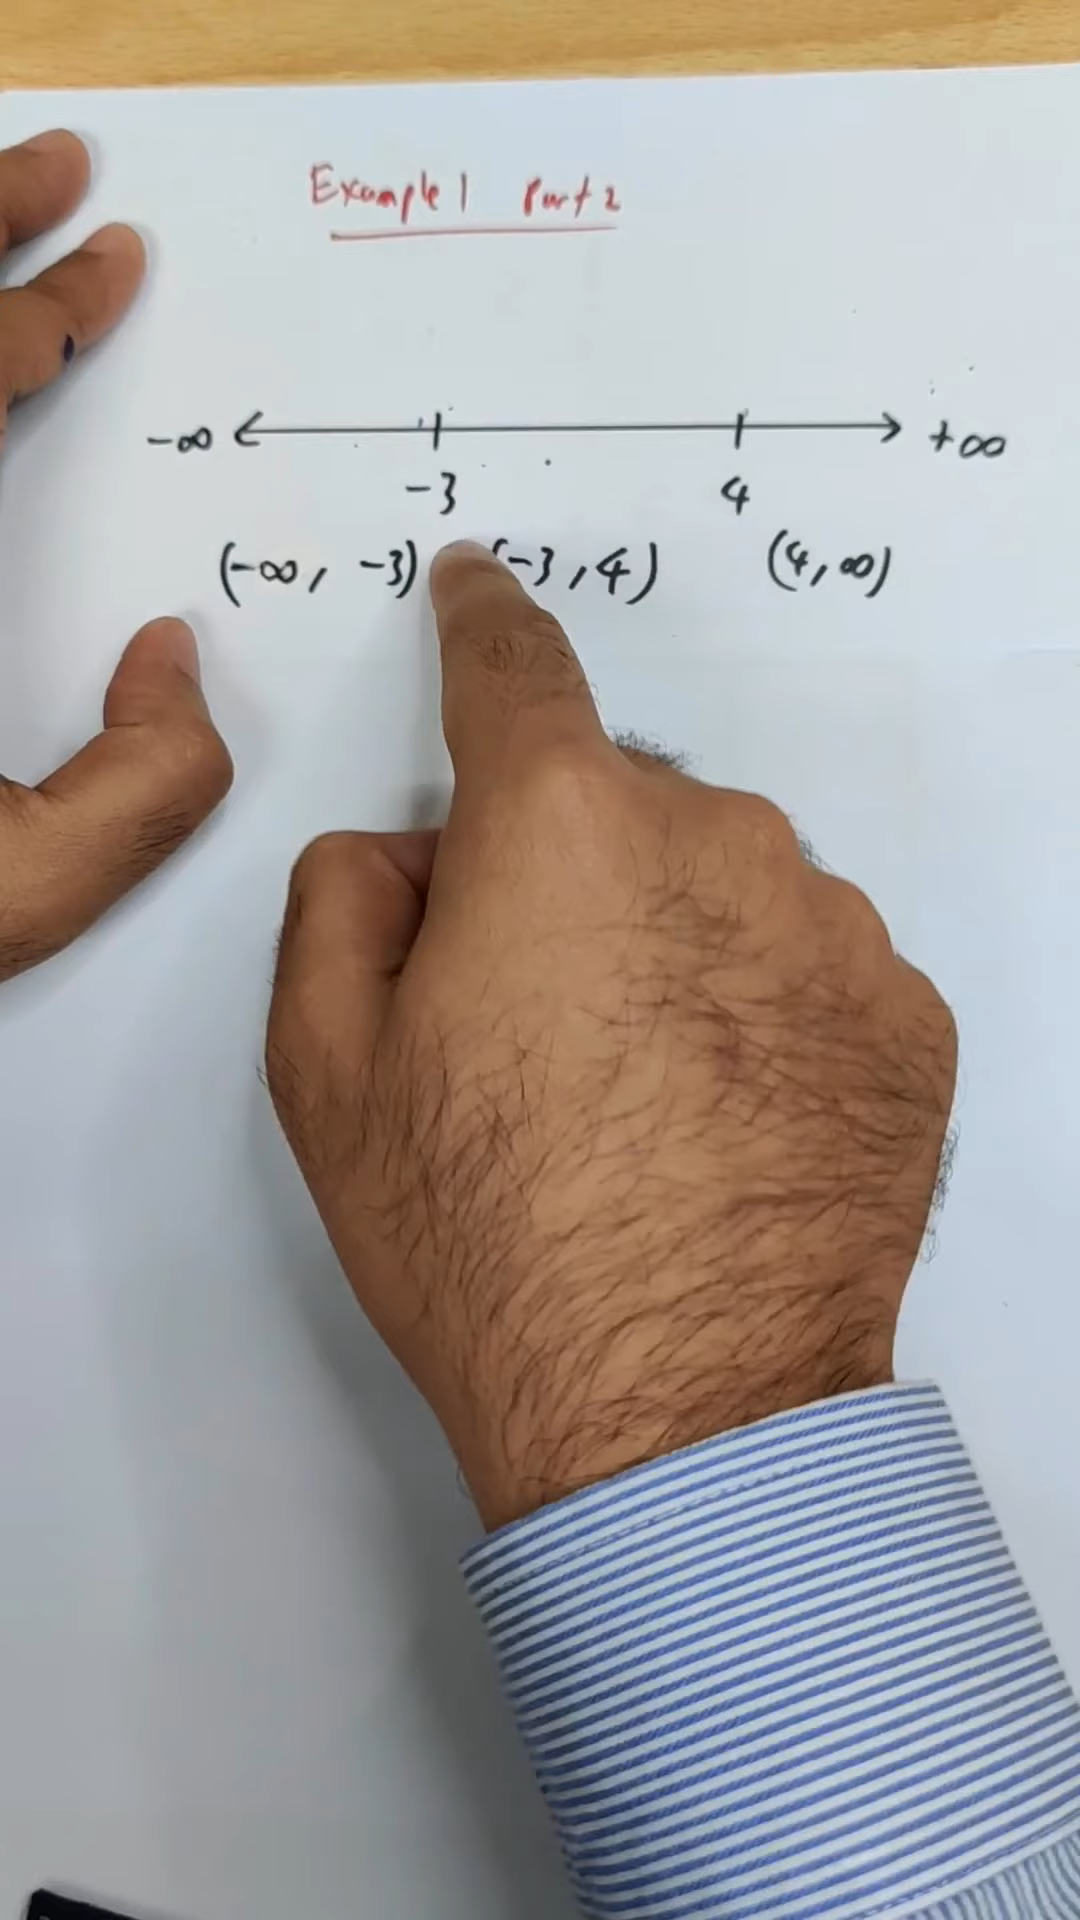 Example 1 Part 2
-∞ +∞
-3 4
(-∞, -3) (-3, 4) (4, ∞)